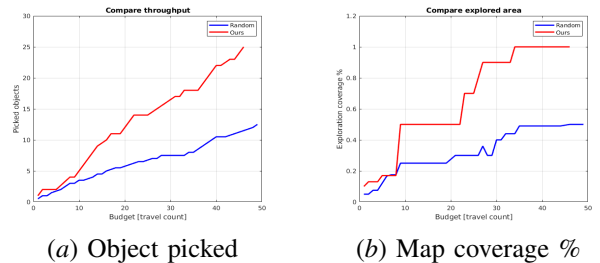 Compare throughput
Random
Ours
30
25
20
15
10
5
0
Picked objects
0
10
20
30
40
50
Budget [travel count]
(a) Object picked
Compare explored area
Random
Ours
1.2
1
0.8
0.6
0.4
0.2
0
Exploration coverage %
0
10
20
30
40
50
Budget [travel count]
(b) Map coverage %